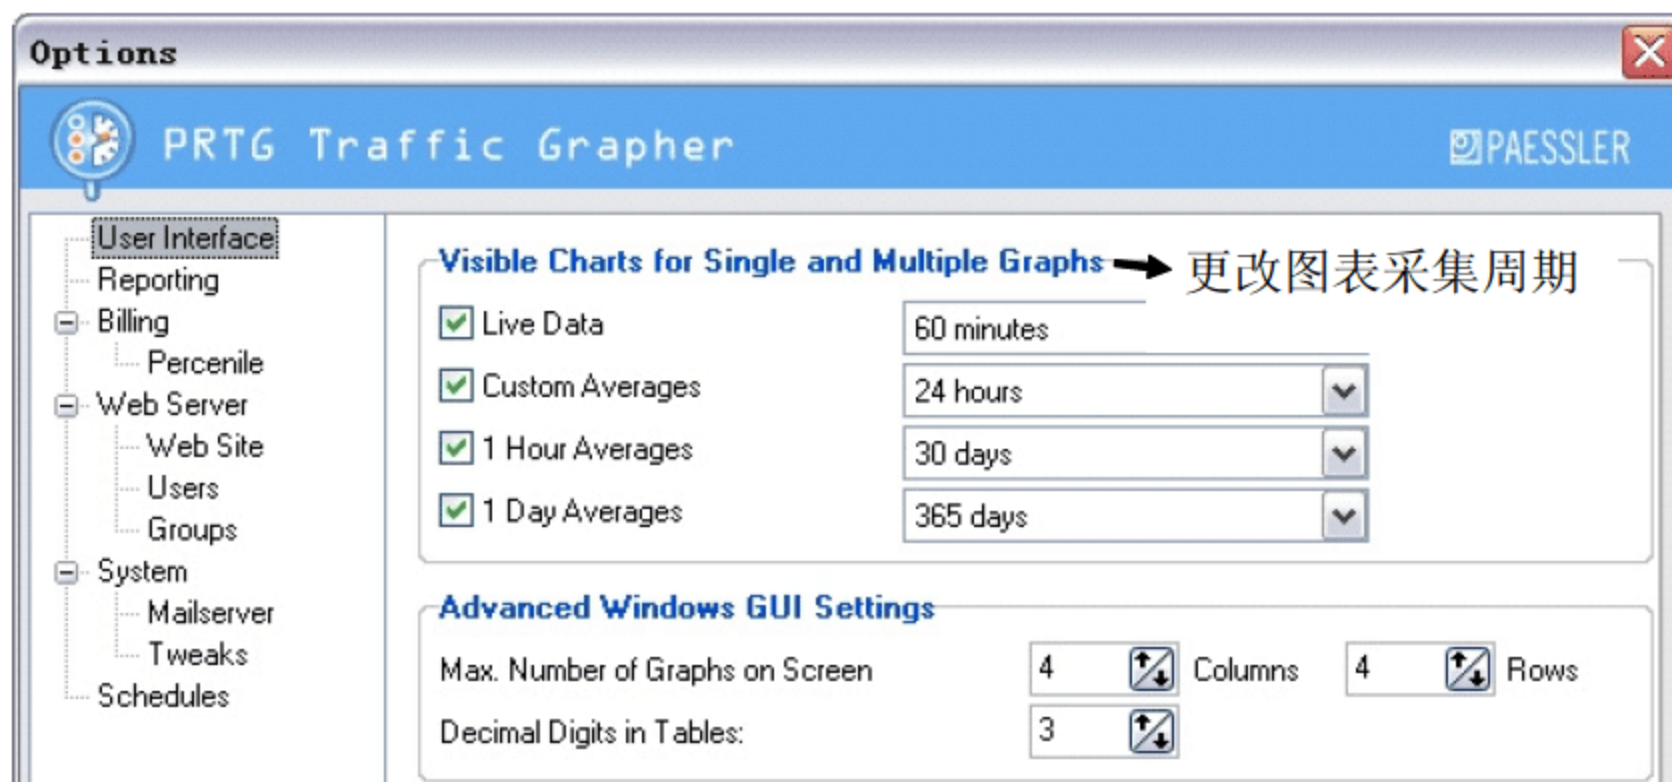 Options
PRTG Traffic Grapher
PAESSLER
User Interface
Reporting
Billing
Percenile
Web Server
Web Site
Users
Groups
System
Mailserver
Tweaks
Schedules
Visible Charts for Single and Multiple Graphs 更改图表采集周期
Live Data 60 minutes
Custom Averages 24 hours
1 Hour Averages 30 days
1 Day Averages 365 days
Advanced Windows GUI Settings
Max. Number of Graphs on Screen 4 Columns 4 Rows
Decimal Digits in Tables: 3